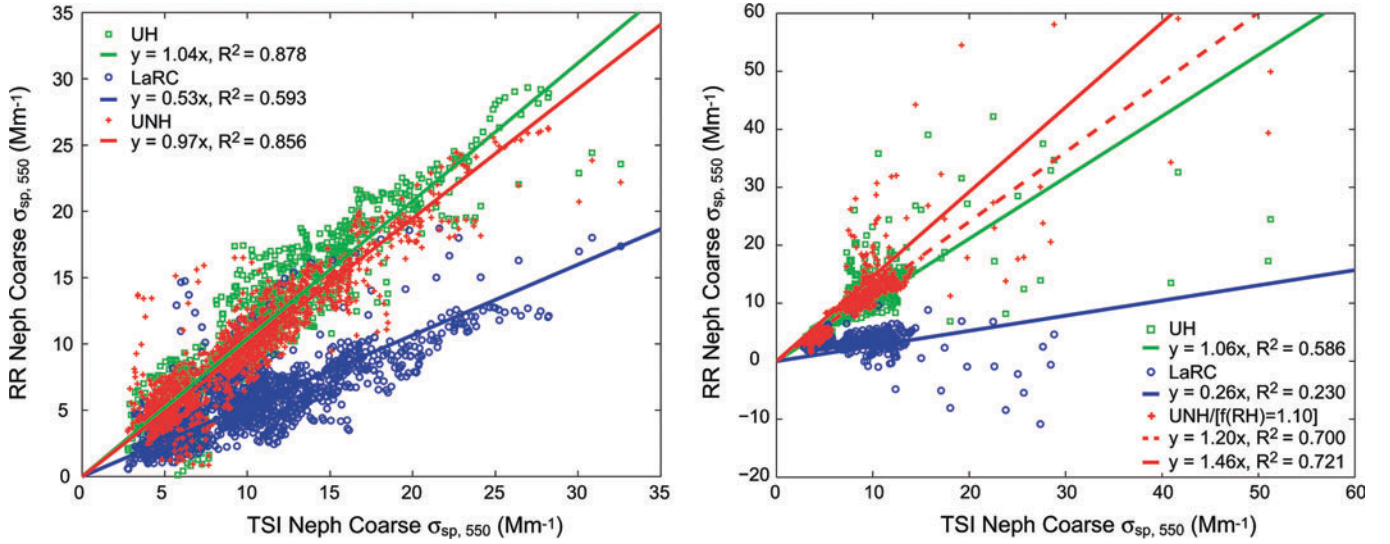 35
30
25
20
15
10
5
0
RR Neph Coarse σsp, 550 (Mm-1)
UH
y = 1.04x, R2 = 0.878
LaRC
y = 0.53x, R2 = 0.593
UNH
y = 0.97x, R2 = 0.856
0 5 10 15 20 25 30 35
TSI Neph Coarse σsp, 550 (Mm-1)
60
50
40
30
20
10
0
−10
−20
RR Neph Coarse σsp, 550 (Mm-1)
UH
y = 1.06x, R2 = 0.586
LaRC
y = 0.26x, R2 = 0.230
UNH/[f(RH)=1.10]
y = 1.20x, R2 = 0.700
y = 1.46x, R2 = 0.721
0 10 20 30 40 50 60
TSI Neph Coarse σsp, 550 (Mm-1)